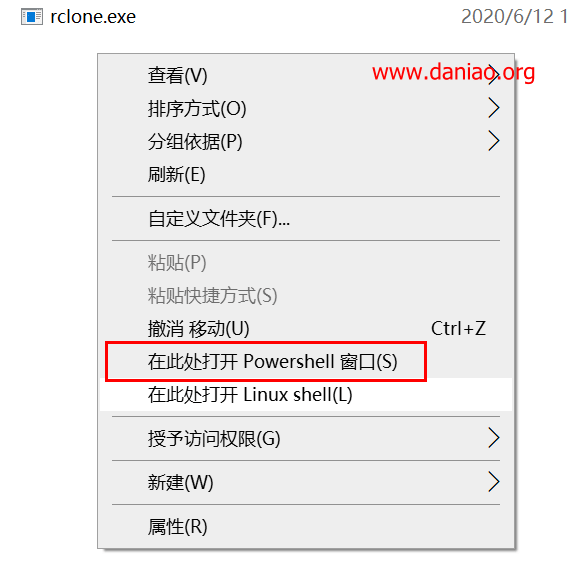 rclone.exe 2020/6/12 1
www.daniao.org
查看(V)
排序方式(O)
分组依据(P)
刷新(E)
自定义文件夹(F)...
粘贴(P)
粘贴快捷方式(S)
撤消 移动(U) Ctrl+Z
在此处打开 Powershell 窗口(S)
在此处打开 Linux shell(L)
授予访问权限(G)
新建(W)
属性(R)